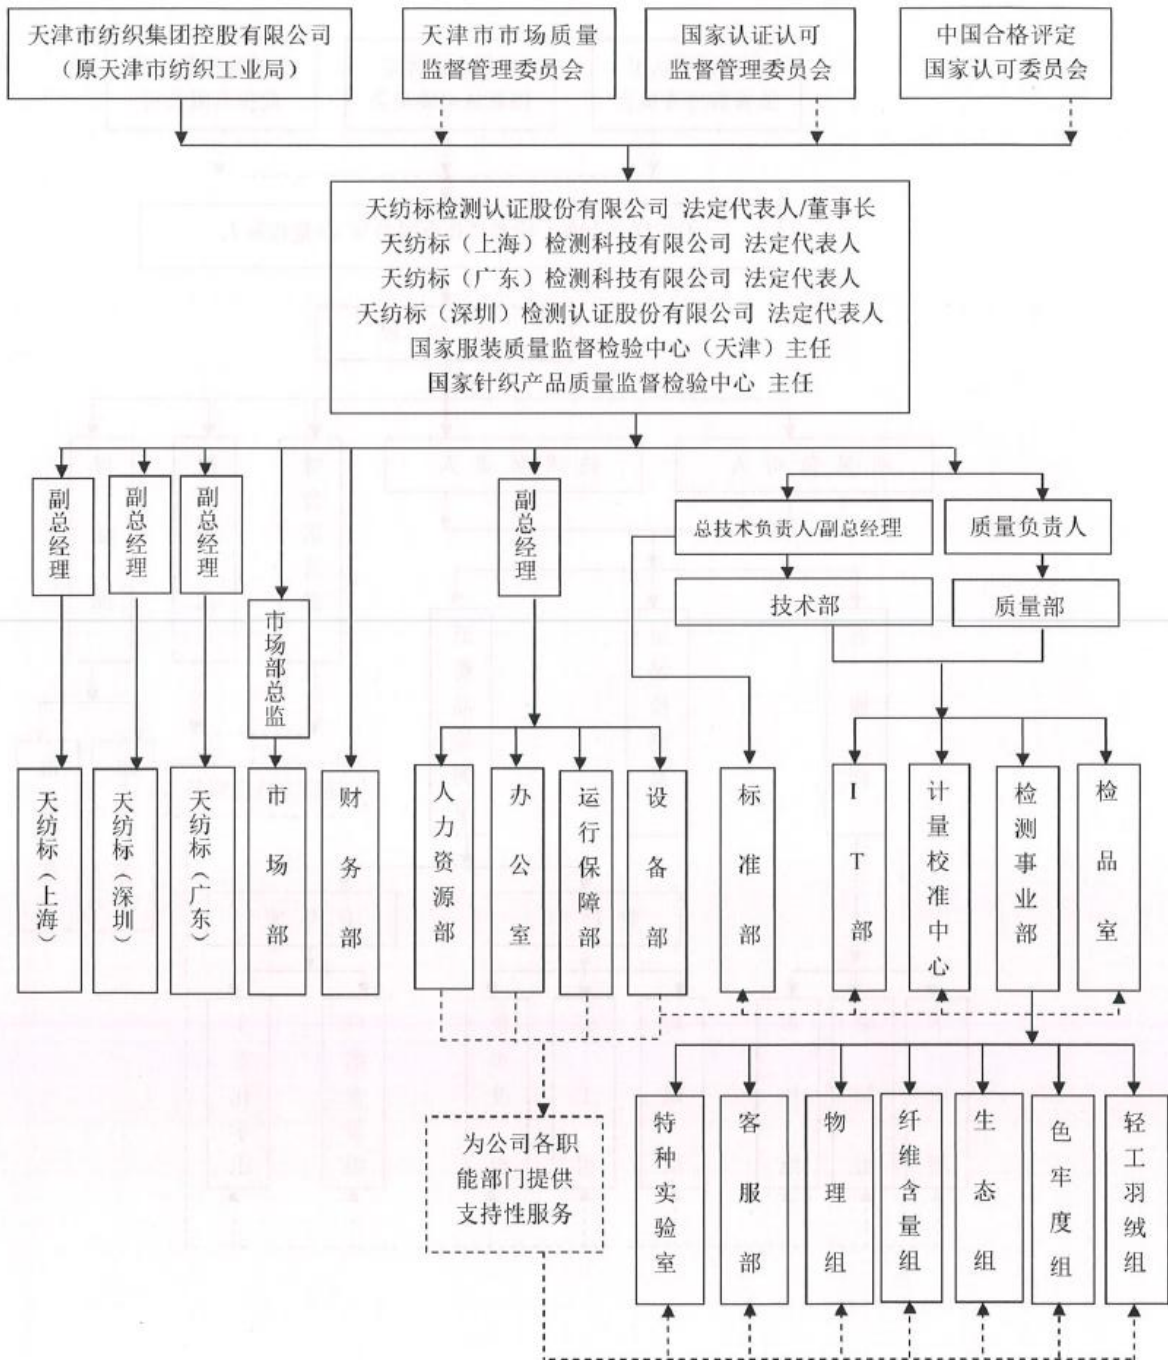 天津市纺织集团控股有限公司
（原天津市纺织工业局）
天津市市场质量
监督管理委员会
国家认证认可
监督管理委员会
中国合格评定
国家认可委员会
天纺标检测认证股份有限公司 法定代表人/董事长
天纺标（上海）检测科技有限公司 法定代表人
天纺标（广东）检测科技有限公司 法定代表人
天纺标（深圳）检测认证股份有限公司 法定代表人
国家服装质量监督检验中心（天津）主任
国家针织产品质量监督检验中心 主任
副总经理
副总经理
副总经理
副总经理
总技术负责人/副总经理
质量负责人
技术部
质量部
市场部总监
天纺标（上海）
天纺标（深圳）
天纺标（广东）
市场部
财务部
人力资源部
办公室
运行保障部
设备部
标准部
IT部
计量校准中心
检测事业部
检品室
为公司各职
能部门提供
支持性服务
特种实验室
客服部
物理组
纤维含量组
生态组
色牢度组
轻工羽绒组